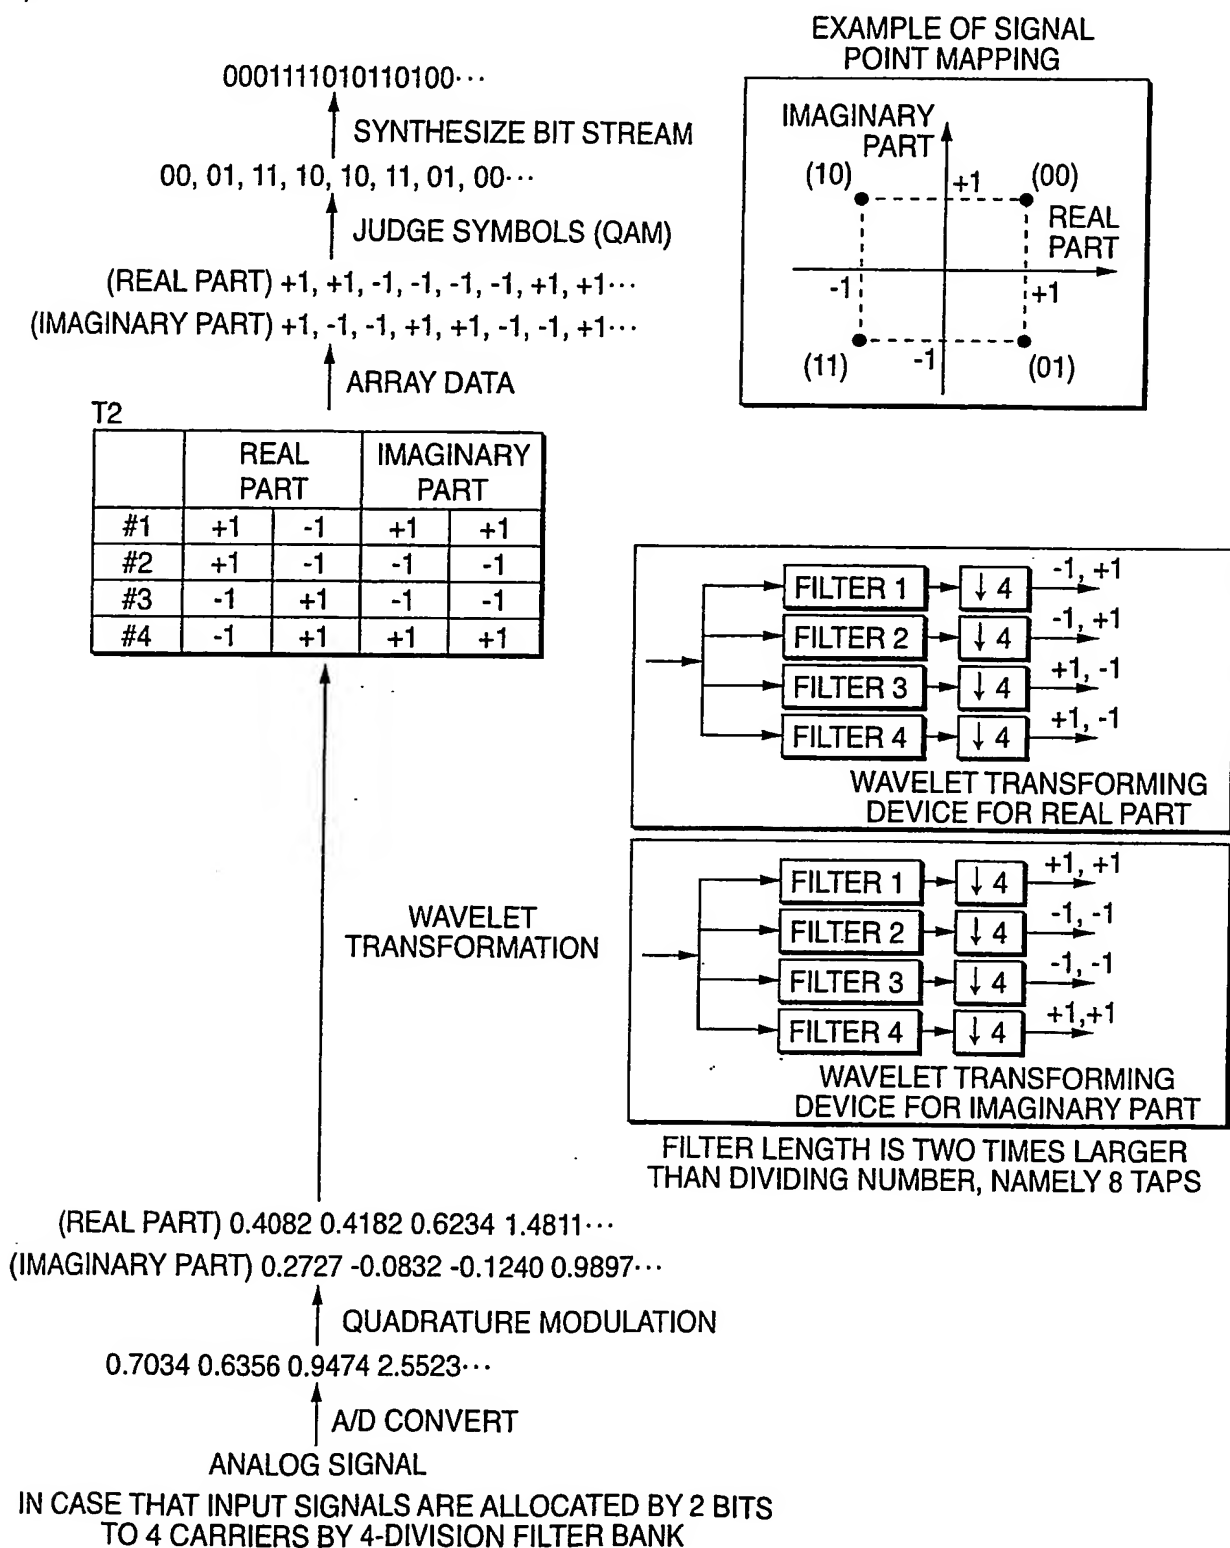 EXAMPLE OF SIGNAL
POINT MAPPING
0001111010110100···
SYNTHESIZE BIT STREAM
00, 01, 11, 10, 10, 11, 01, 00···
JUDGE SYMBOLS (QAM)
(REAL PART) +1, +1, -1, -1, -1, -1, +1, +1···
(IMAGINARY PART) +1, -1, -1, +1, +1, -1, -1, +1···
ARRAY DATA
IMAGINARY
PART
(10)
+1
(00)
REAL
PART
-1
+1
(11)
-1
(01)
T2
REAL PART IMAGINARY PART
#1 +1 -1 +1 +1
#2 +1 -1 -1 -1
#3 -1 +1 -1 -1
#4 -1 +1 +1 +1
FILTER 1 ↓ 4 -1, +1
FILTER 2 ↓ 4 -1, +1
FILTER 3 ↓ 4 +1, -1
FILTER 4 ↓ 4 +1, -1
WAVELET TRANSFORMING
DEVICE FOR REAL PART
FILTER 1 ↓ 4 +1, +1
FILTER 2 ↓ 4 -1, -1
FILTER 3 ↓ 4 -1, -1
FILTER 4 ↓ 4 +1,+1
WAVELET TRANSFORMING
DEVICE FOR IMAGINARY PART
FILTER LENGTH IS TWO TIMES LARGER
THAN DIVIDING NUMBER, NAMELY 8 TAPS
WAVELET
TRANSFORMATION
(REAL PART) 0.4082 0.4182 0.6234 1.4811···
(IMAGINARY PART) 0.2727 -0.0832 -0.1240 0.9897···
QUADRATURE MODULATION
0.7034 0.6356 0.9474 2.5523···
A/D CONVERT
ANALOG SIGNAL
IN CASE THAT INPUT SIGNALS ARE ALLOCATED BY 2 BITS
TO 4 CARRIERS BY 4-DIVISION FILTER BANK